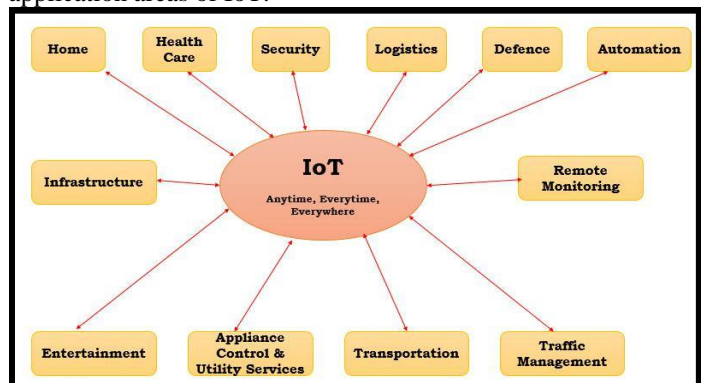 application areas of IoT.
Home
Health
Care
Security
Logistics
Defence
Automation
Infrastructure
IoT
Anytime, Everytime,
Everywhere
Remote
Monitoring
Entertainment
Appliance
Control &
Utility Services
Transportation
Traffic
Management